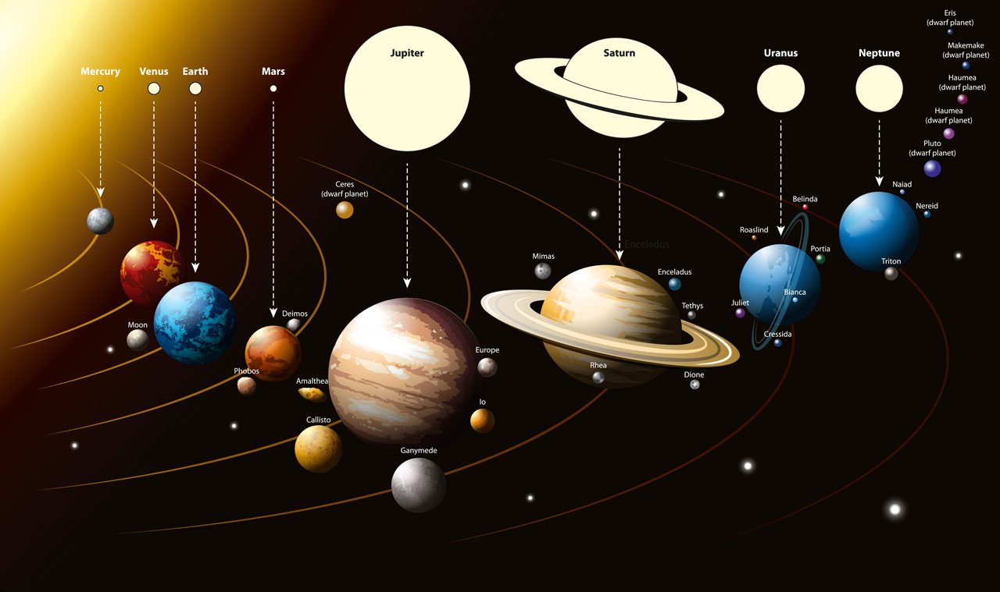 Eris
(dwarf planet)
Makemake
(dwarf planet)
Haumea
(dwarf planet)
Haumea
(dwarf planet)
Pluto
(dwarf planet)
Mercury
Venus
Earth
Mars
Jupiter
Saturn
Uranus
Neptune
Ceres
(dwarf planet)
Naiad
Nereid
Belinda
Roaslind
Enceladus
Portia
Mimas
Triton
Enceladus
Bianca
Juliet
Tethys
Deimos
Moon
Cressida
Europe
Rhea
Phobos
Dione
Amalthea
Io
Callisto
Ganymede